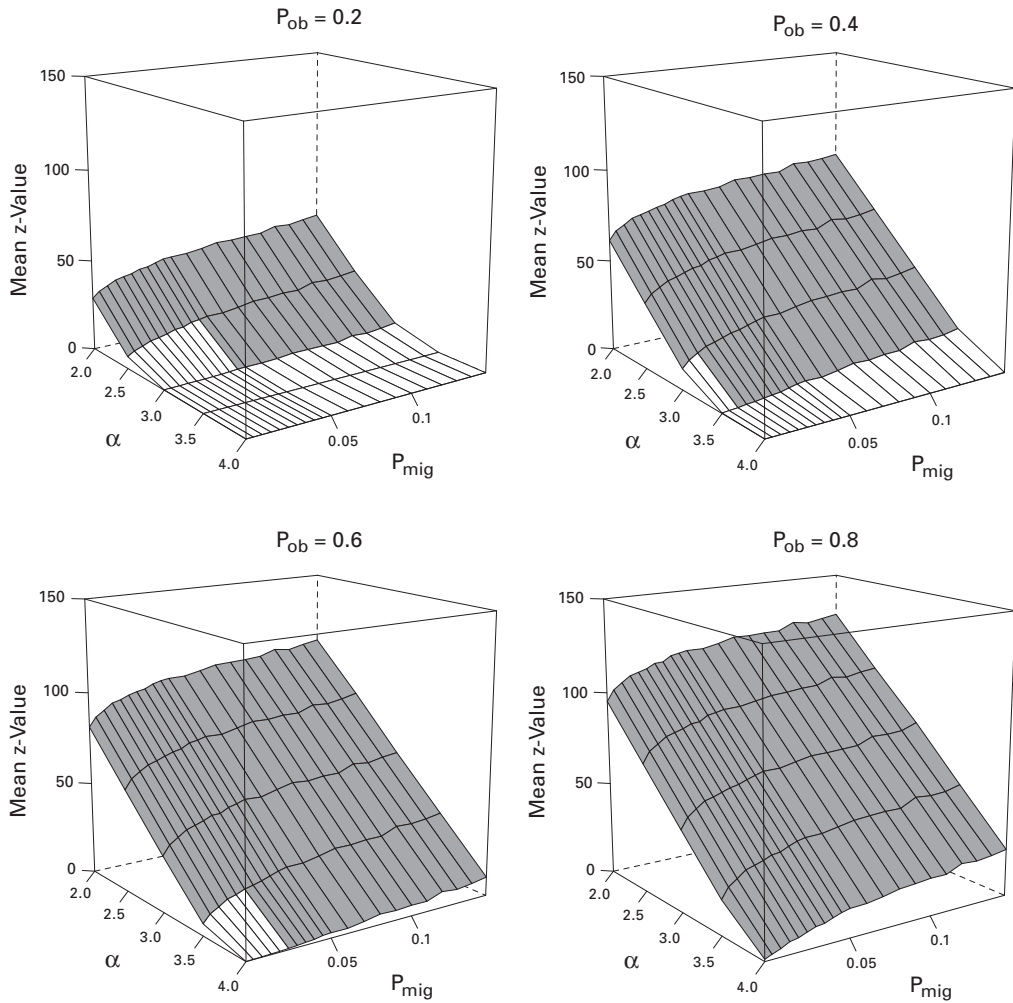 P_ob = 0.2
150
100
50
0
Mean z-Value
2.0
2.5
3.0
3.5
4.0
α
0.05
0.1
P_mig
P_ob = 0.4
150
100
50
0
Mean z-Value
2.0
2.5
3.0
3.5
4.0
α
0.05
0.1
P_mig
P_ob = 0.6
150
100
50
0
Mean z-Value
2.0
2.5
3.0
3.5
4.0
α
0.05
0.1
P_mig
P_ob = 0.8
150
100
50
0
Mean z-Value
2.0
2.5
3.0
3.5
4.0
α
0.05
0.1
P_mig